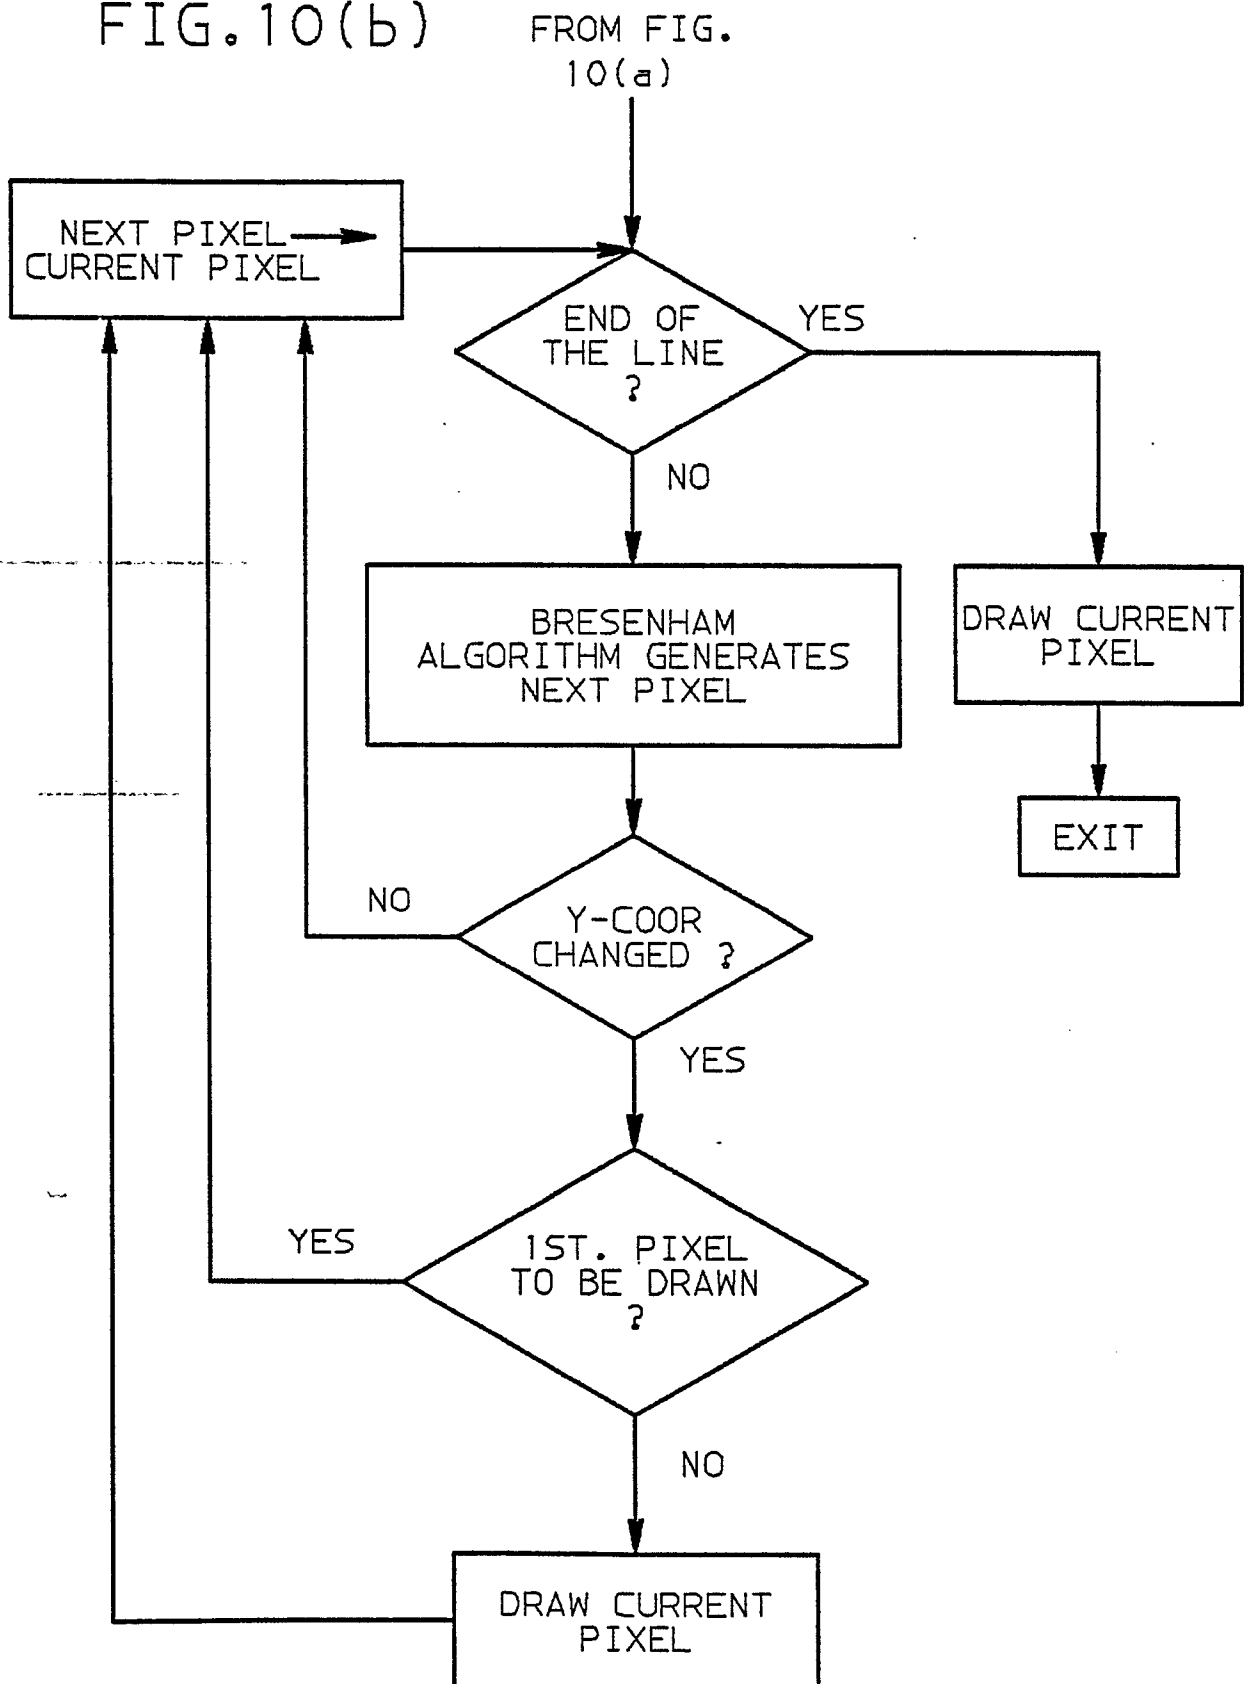 FIG.10(b)
FROM FIG.
10(a)
NEXT PIXEL→
CURRENT PIXEL
END OF
THE LINE
?
YES
NO
BRESENHAM
ALGORITHM GENERATES
NEXT PIXEL
DRAW CURRENT
PIXEL
EXIT
NO
Y-COOR
CHANGED ?
YES
YES
1ST. PIXEL
TO BE DRAWN
?
NO
DRAW CURRENT
PIXEL